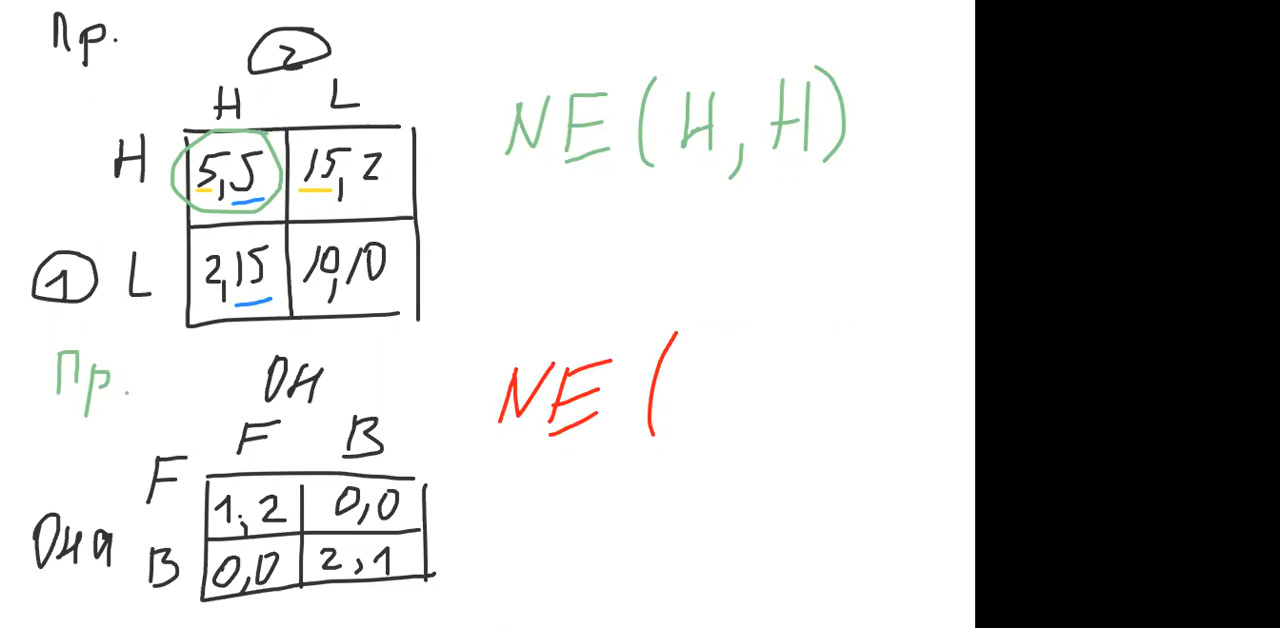 Пр.
2
H L
H 5,5 15,2 NE (H, H)
1 L 2,15 10,10
Пр.
ОН NE (
F B
F 1,2 0,0
Она
B 0,0 2,1